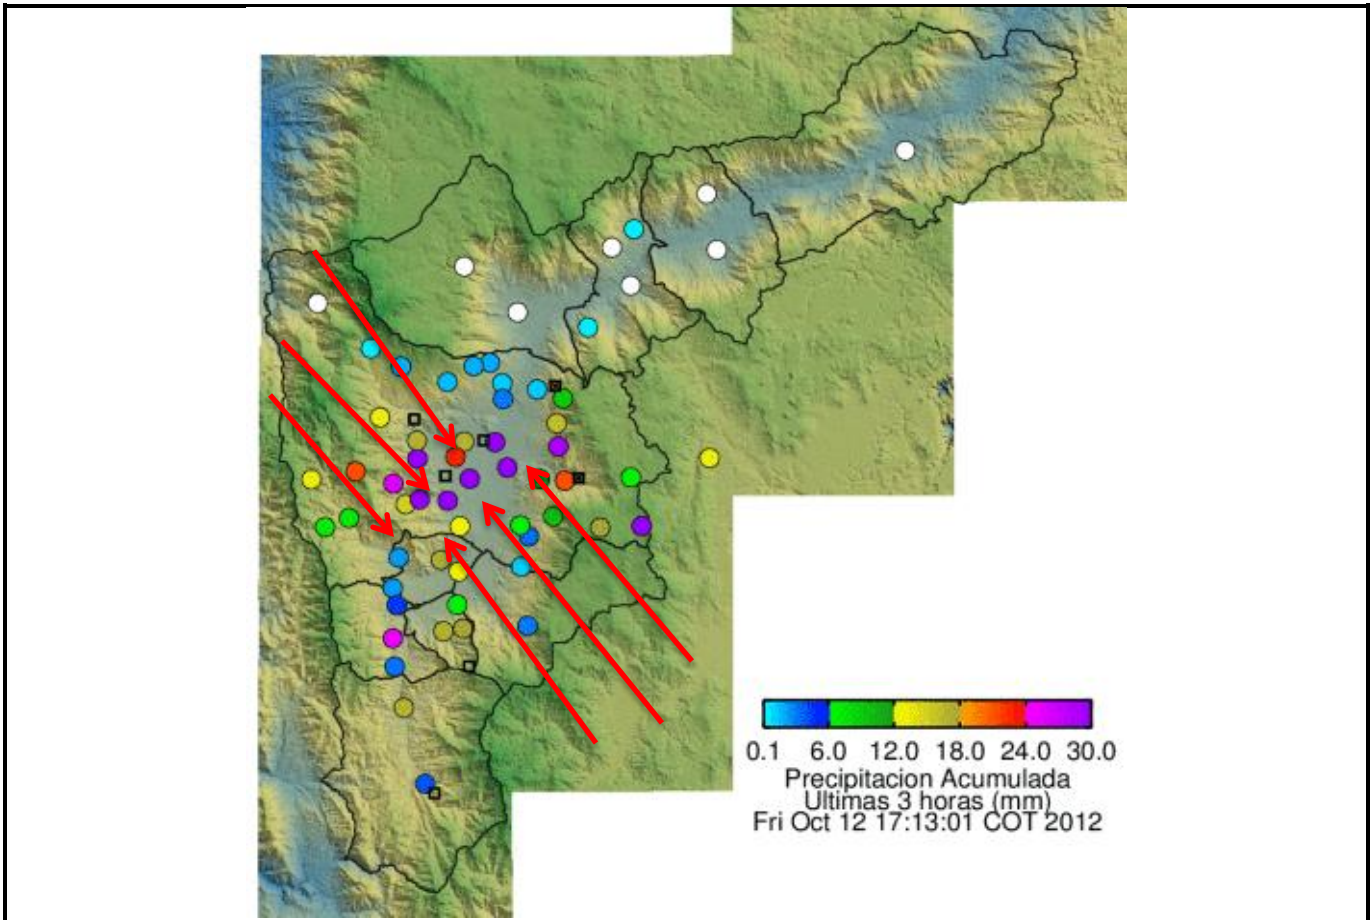 0.1 6.0 12.0 18.0 24.0 30.0
Precipitacion Acumulada
Ultimas 3 horas (mm)
Fri Oct 12 17:13:01 COT 2012